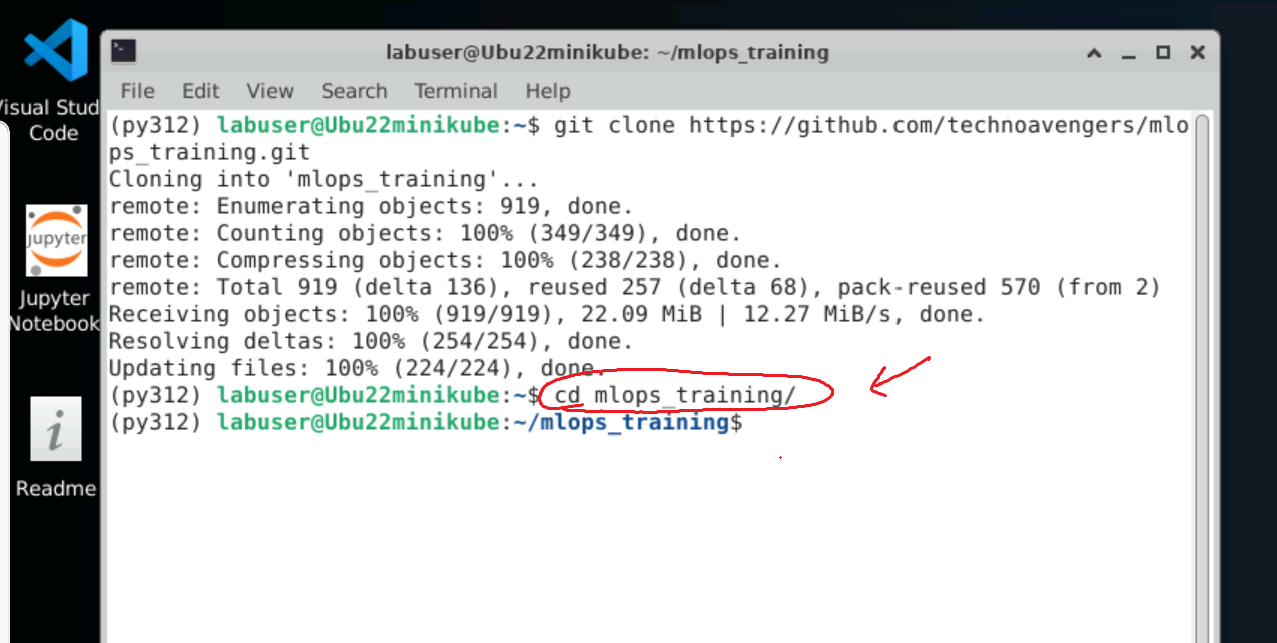 Visual Stud
Code
jupyter
Jupyter
Notebook
i
Readme
labuser@Ubu22minikube: ~/mlops_training
File Edit View Search Terminal Help
(py312) labuser@Ubu22minikube:~$ git clone https://github.com/technoavengers/mlo
ps_training.git
Cloning into 'mlops_training'...
remote: Enumerating objects: 919, done.
remote: Counting objects: 100% (349/349), done.
remote: Compressing objects: 100% (238/238), done.
remote: Total 919 (delta 136), reused 257 (delta 68), pack-reused 570 (from 2)
Receiving objects: 100% (919/919), 22.09 MiB | 12.27 MiB/s, done.
Resolving deltas: 100% (254/254), done.
Updating files: 100% (224/224), done.
(py312) labuser@Ubu22minikube:~$ cd mlops_training/
(py312) labuser@Ubu22minikube:~/mlops_training$